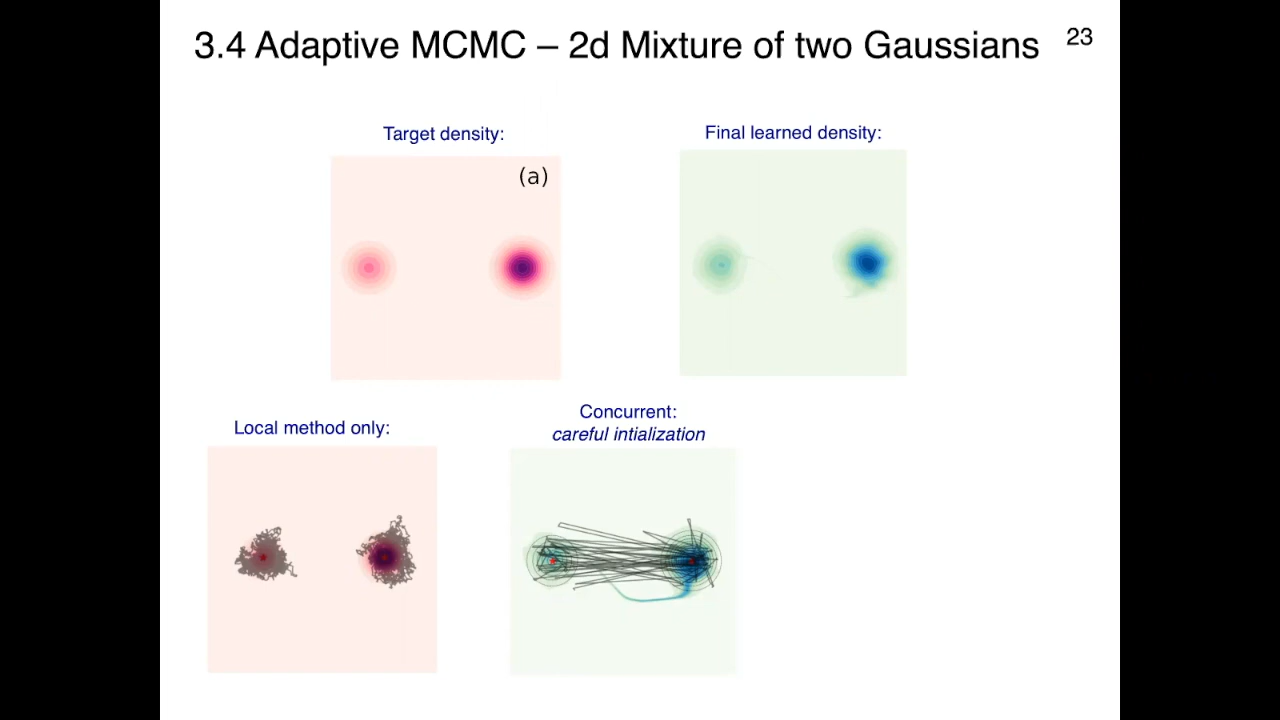 3.4 Adaptive MCMC – 2d Mixture of two Gaussians
23
Target density:
Final learned density:
(a)
Local method only:
Concurrent:
careful intialization